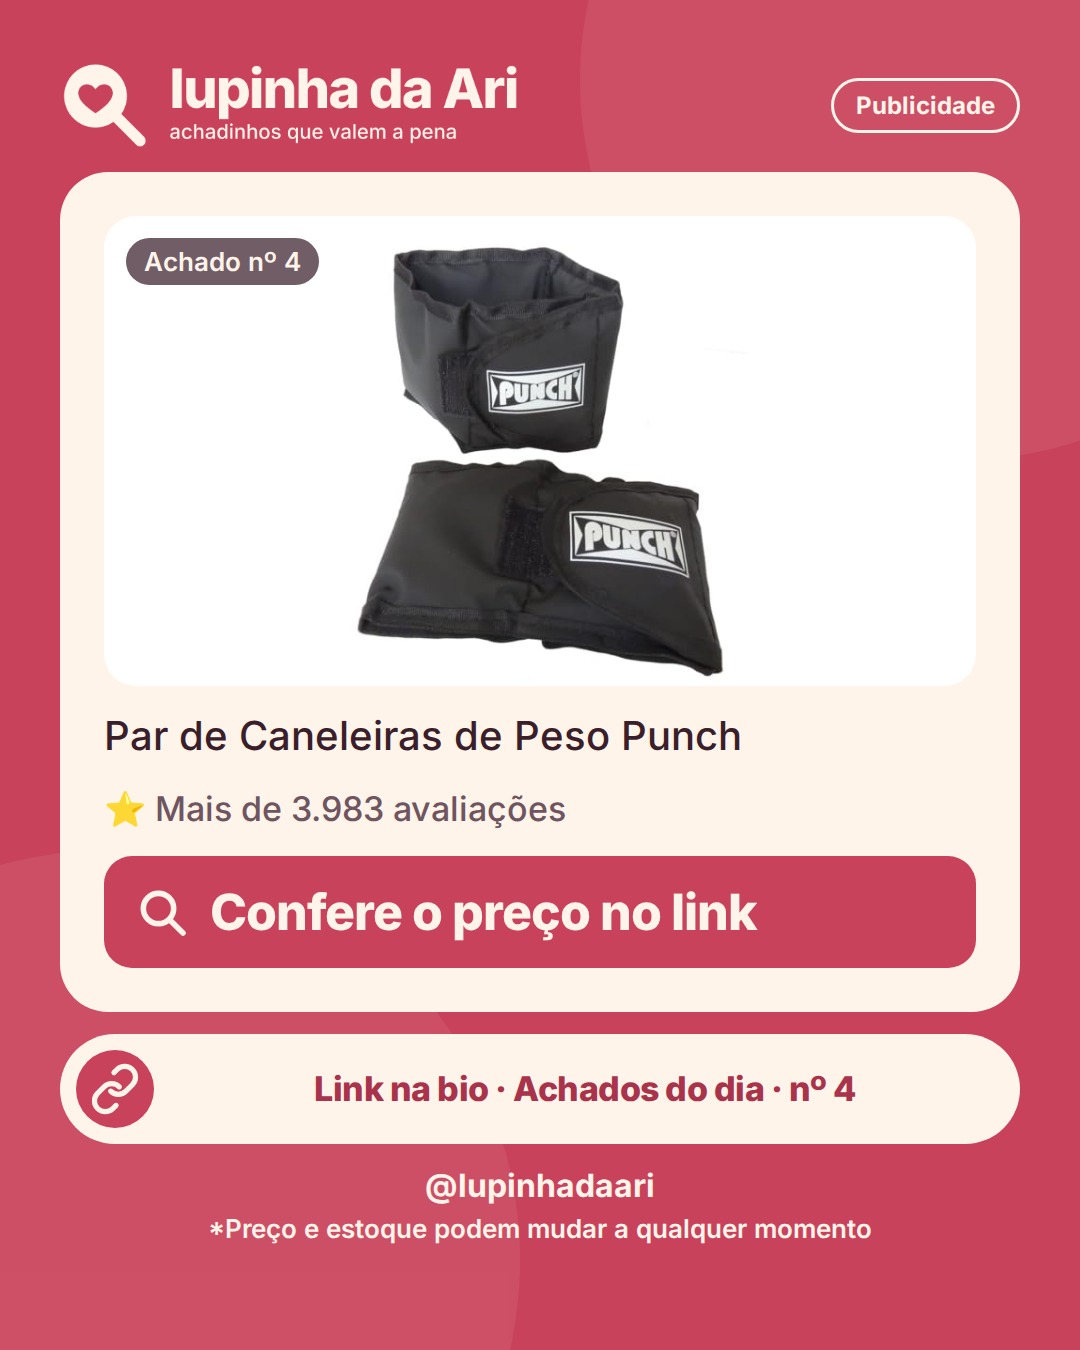 lupinha da Ari
achadinhos que valem a pena
Publicidade
Achado nº 4
PUNCH
PUNCH
Par de Caneleiras de Peso Punch
⭐ Mais de 3.983 avaliações
Confere o preço no link
Link na bio · Achados do dia · nº 4
@lupinhadaari
*Preço e estoque podem mudar a qualquer momento